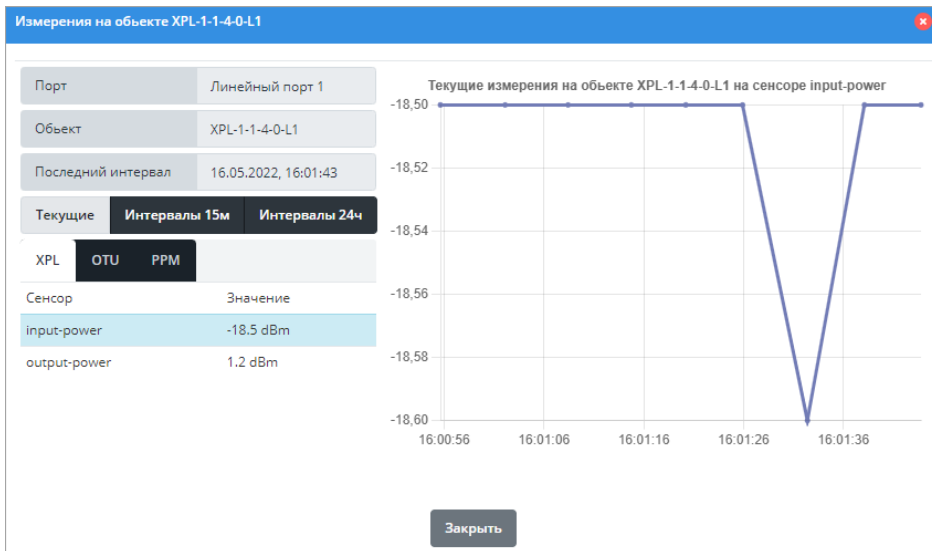 Измерения на обьекте XPL-1-1-4-0-L1
Порт Линейный порт 1
Обьект XPL-1-1-4-0-L1
Последний интервал 16.05.2022, 16:01:43
Текущие Интервалы 15м Интервалы 24ч
XPL OTU PPM
Сенсор Значение
input-power -18.5 dBm
output-power 1.2 dBm
Текущие измерения на обьекте XPL-1-1-4-0-L1 на сенсоре input-power
-18,50
-18,52
-18,54
-18,56
-18,58
-18,60
16:00:56 16:01:06 16:01:16 16:01:26 16:01:36
Закрыть